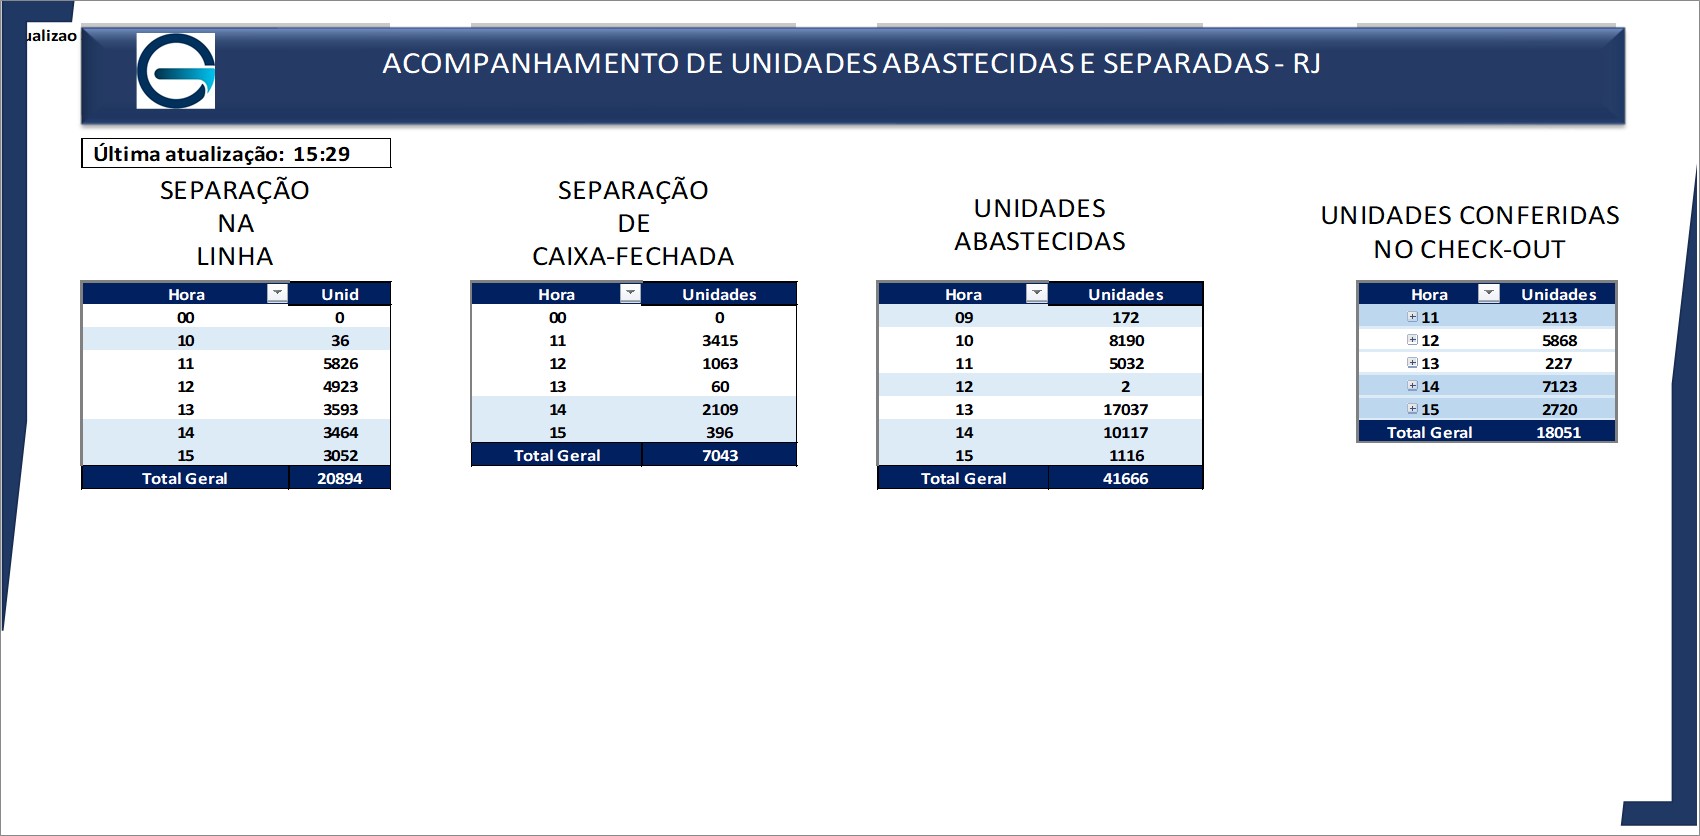 ualizao
ACOMPANHAMENTO DE UNIDADES ABASTECIDAS E SEPARADAS - RJ
Última atualização: 15:29
SEPARAÇÃO
NA
LINHA
Hora Unid
00 0
10 36
11 5826
12 4923
13 3593
14 3464
15 3052
Total Geral 20894
SEPARAÇÃO
DE
CAIXA-FECHADA
Hora Unidades
00 0
11 3415
12 1063
13 60
14 2109
15 396
Total Geral 7043
UNIDADES
ABASTECIDAS
Hora Unidades
09 172
10 8190
11 5032
12 2
13 17037
14 10117
15 1116
Total Geral 41666
UNIDADES CONFERIDAS
NO CHECK-OUT
Hora Unidades
11 2113
12 5868
13 227
14 7123
15 2720
Total Geral 18051